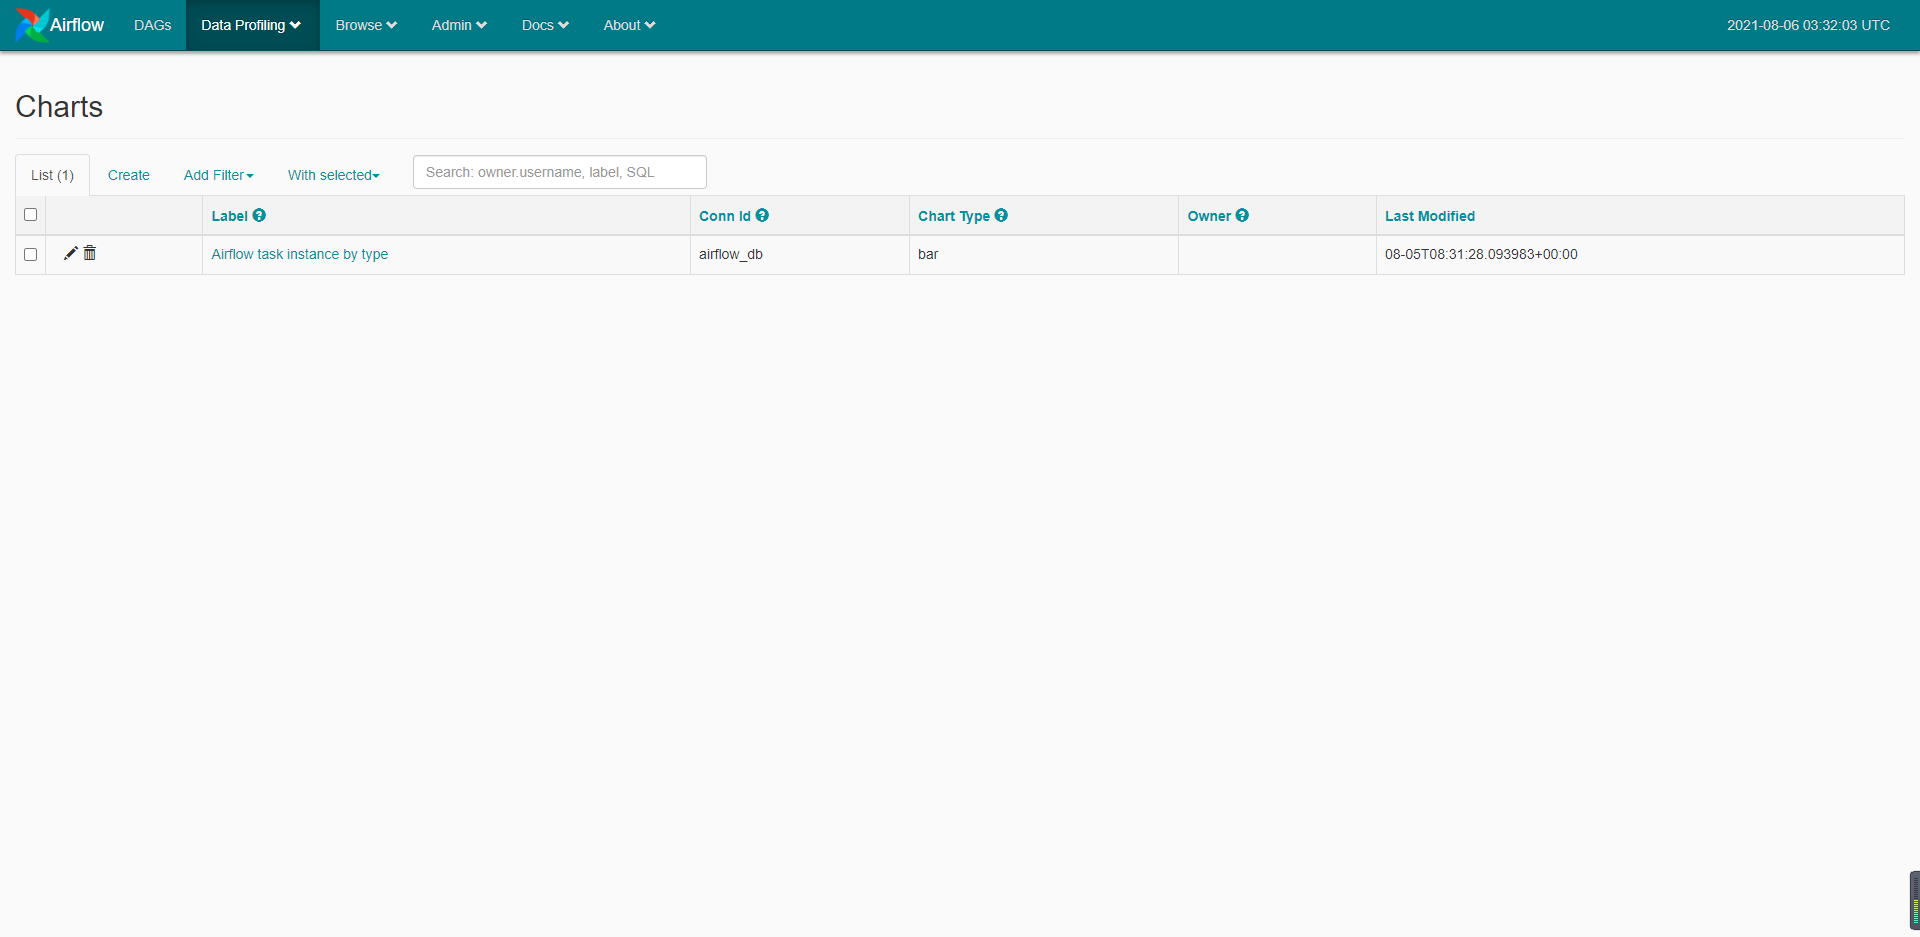 Airflow DAGs Data Profiling Browse Admin Docs About 2021-08-06 03:32:03 UTC
Charts
List (1) Create Add Filter With selected Search: owner.username, label, SQL
Label Conn Id Chart Type Owner Last Modified
Airflow task instance by type airflow_db bar 08-05T08:31:28.093983+00:00